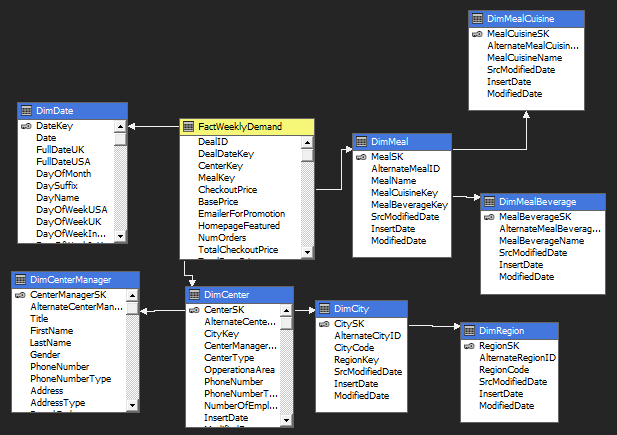 DimMealCuisine
MealCuisineSK
AlternateMealCuisin...
MealCuisineName
SrcModifiedDate
InsertDate
ModifiedDate
DimDate
DateKey
Date
FullDateUK
FullDateUSA
DayOfMonth
DaySuffix
DayName
DayOfWeekUSA
DayOfWeekUK
DayOfWeekIn...
FactWeeklyDemand
DealID
DealDateKey
CenterKey
MealKey
CheckoutPrice
BasePrice
EmailerForPromotion
HomepageFeatured
NumOrders
TotalCheckoutPrice
DimMeal
MealSK
AlternateMealID
MealName
MealCuisineKey
MealBeverageKey
SrcModifiedDate
InsertDate
ModifiedDate
DimMealBeverage
MealBeverageSK
AlternateMealBeverag...
MealBeverageName
SrcModifiedDate
InsertDate
ModifiedDate
DimCenterManager
CenterManagerSK
AlternateCenterMan...
Title
FirstName
LastName
Gender
PhoneNumber
PhoneNumberType
Address
AddressType
DimCenter
CenterSK
AlternateCente...
CityKey
CenterManager...
CenterType
OpperationaArea
PhoneNumber
PhoneNumberT...
NumberOfEmpl...
InsertDate
DimCity
CitySK
AlternateCityID
CityCode
RegionKey
SrcModifiedDate
InsertDate
ModifiedDate
DimRegion
RegionSK
AlternateRegionID
RegionCode
SrcModifiedDate
InsertDate
ModifiedDate